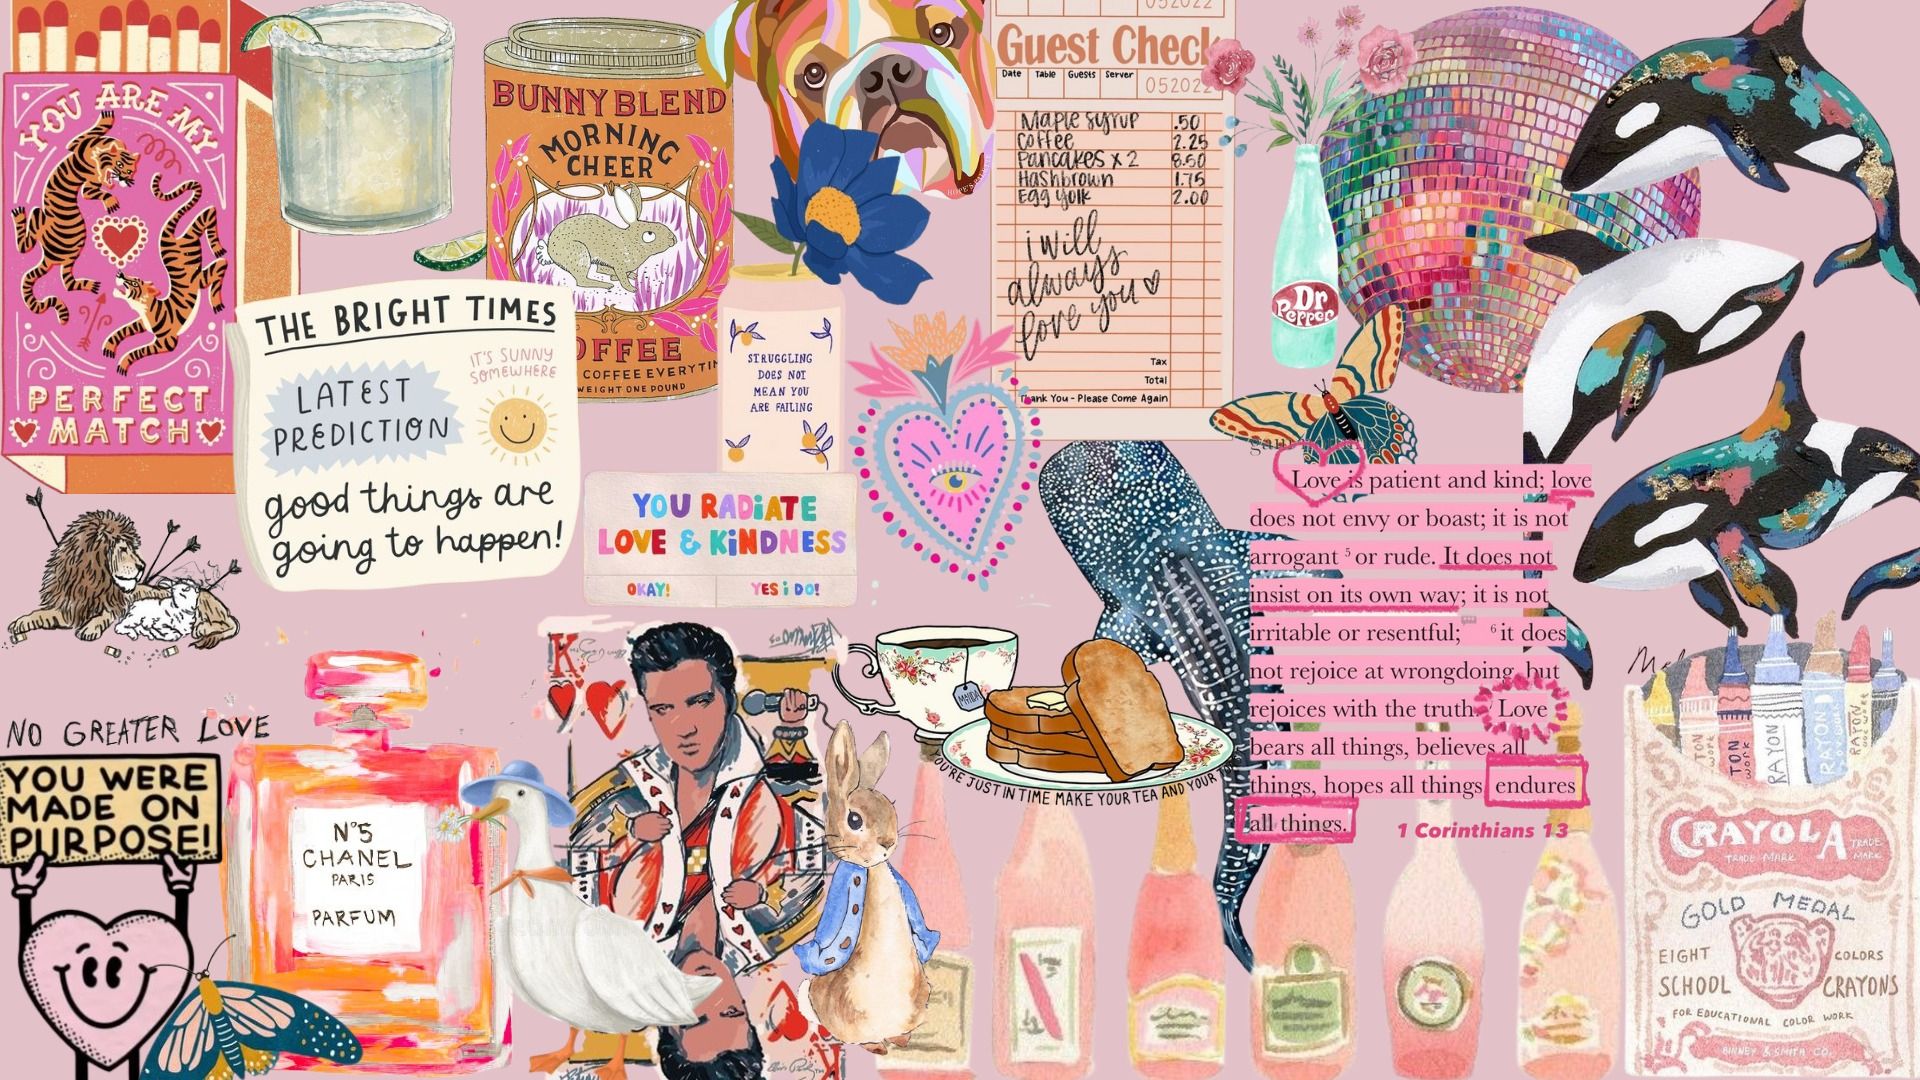 YOU ARE MY
PERFECT
MATCH
BUNNY BLEND
MORNING
CHEER
COFFEE
COFFEE EVERYTI
WEIGHT ONE POUND
052022
Guest Check
Date Table Guests Server
052022
Maple syrup .50
Coffee 2.25
Pancakes x 2 8.50
Hashbrown 1.75
Egg yolk 2.00
i will
always
love you
Tax
Total
Thank You - Please Come Again
Dr
Pepper
THE BRIGHT TIMES
LATEST
PREDICTION
IT'S SUNNY
SOMEWHERE
good things are
going to happen!
STRUGGLING
DOES NOT
MEAN YOU
ARE FAILING
YOU RADIATE
LOVE & KINDNESS
OKAY!
YES i DO!
Love is patient and kind; love
does not envy or boast; it is not
arrogant 5 or rude. It does not
insist on its own way; it is not
irritable or resentful; 6 it does
not rejoice at wrongdoing, but
rejoices with the truth. Love
bears all things, believes all
things, hopes all things, endures
all things.
1 Corinthians 13
NO GREATER LOVE
YOU WERE
MADE ON
PURPOSE!
N°5
CHANEL
PARIS
PARFUM
K
YOU'RE JUST IN TIME MAKE YOUR TEA AND YOUR
CRAYOLA
TRADE MARK
TRADE
MARK
GOLD MEDAL
EIGHT COLORS
SCHOOL CRAYONS
FOR EDUCATIONAL COLOR WORK
BINNEY & SMITH CO.